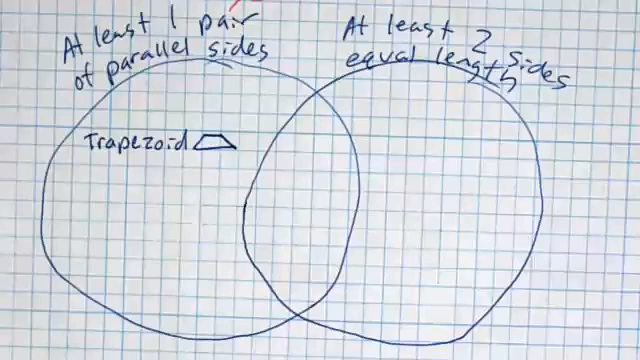 At least 1 pair
of parallel sides
At least 2 sides
equal length
Trapezoid